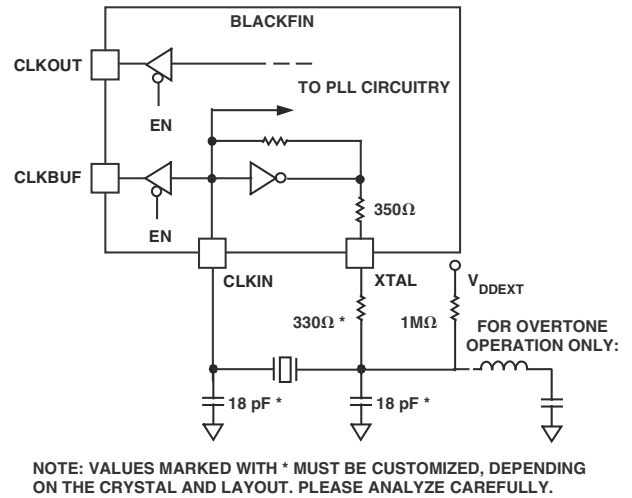 BLACKFIN
CLKOUT
TO PLL CIRCUITRY
EN
CLKBUF
350Ω
EN
CLKIN
XTAL
VDDEXT
330Ω *
1MΩ
FOR OVERTONE
OPERATION ONLY:
18 pF *
18 pF *
NOTE: VALUES MARKED WITH * MUST BE CUSTOMIZED, DEPENDING
ON THE CRYSTAL AND LAYOUT. PLEASE ANALYZE CAREFULLY.